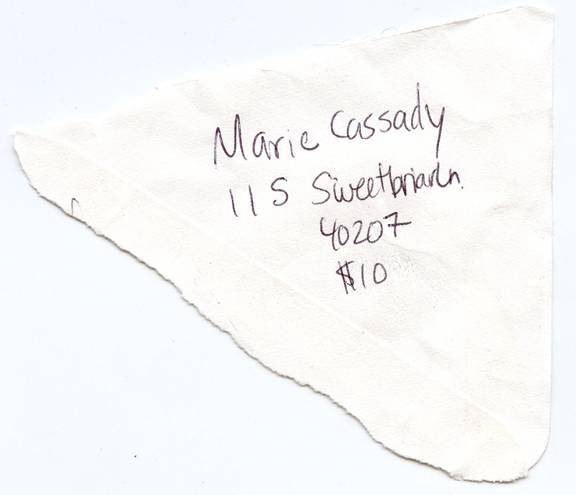 Marie Cassady
115 Sweetbriar Ln.
40207
$10